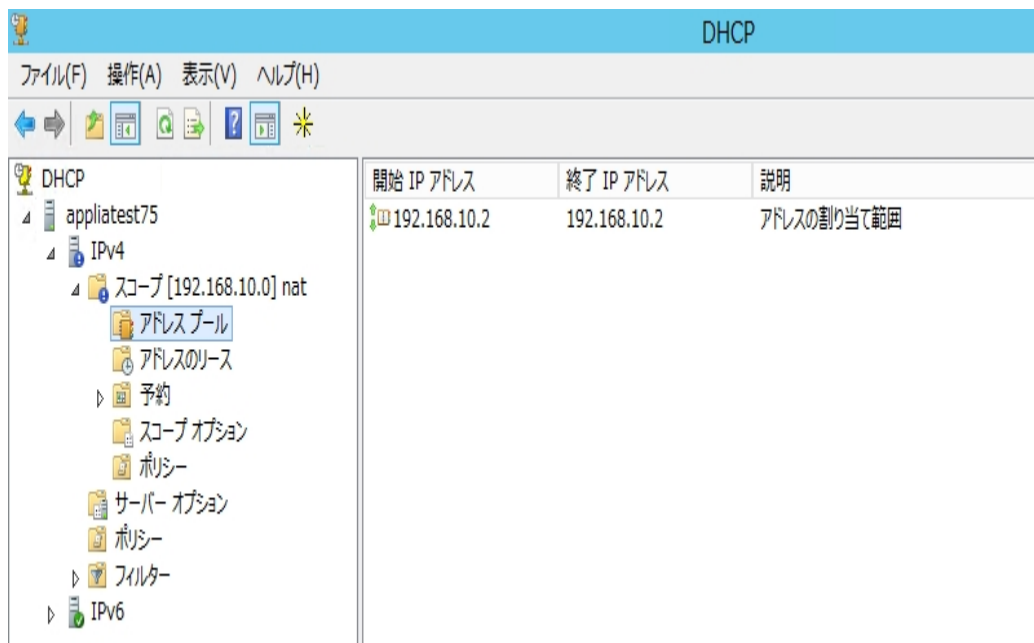 DHCP
ファイル(F) 操作(A) 表示(V) ヘルプ(H)
DHCP
appliatest75
IPv4
スコープ [192.168.10.0] nat
アドレス プール
アドレスのリース
予約
スコープ オプション
ポリシー
サーバー オプション
ポリシー
フィルター
IPv6
開始 IP アドレス 終了 IP アドレス 説明
192.168.10.2 192.168.10.2 アドレスの割り当て範囲